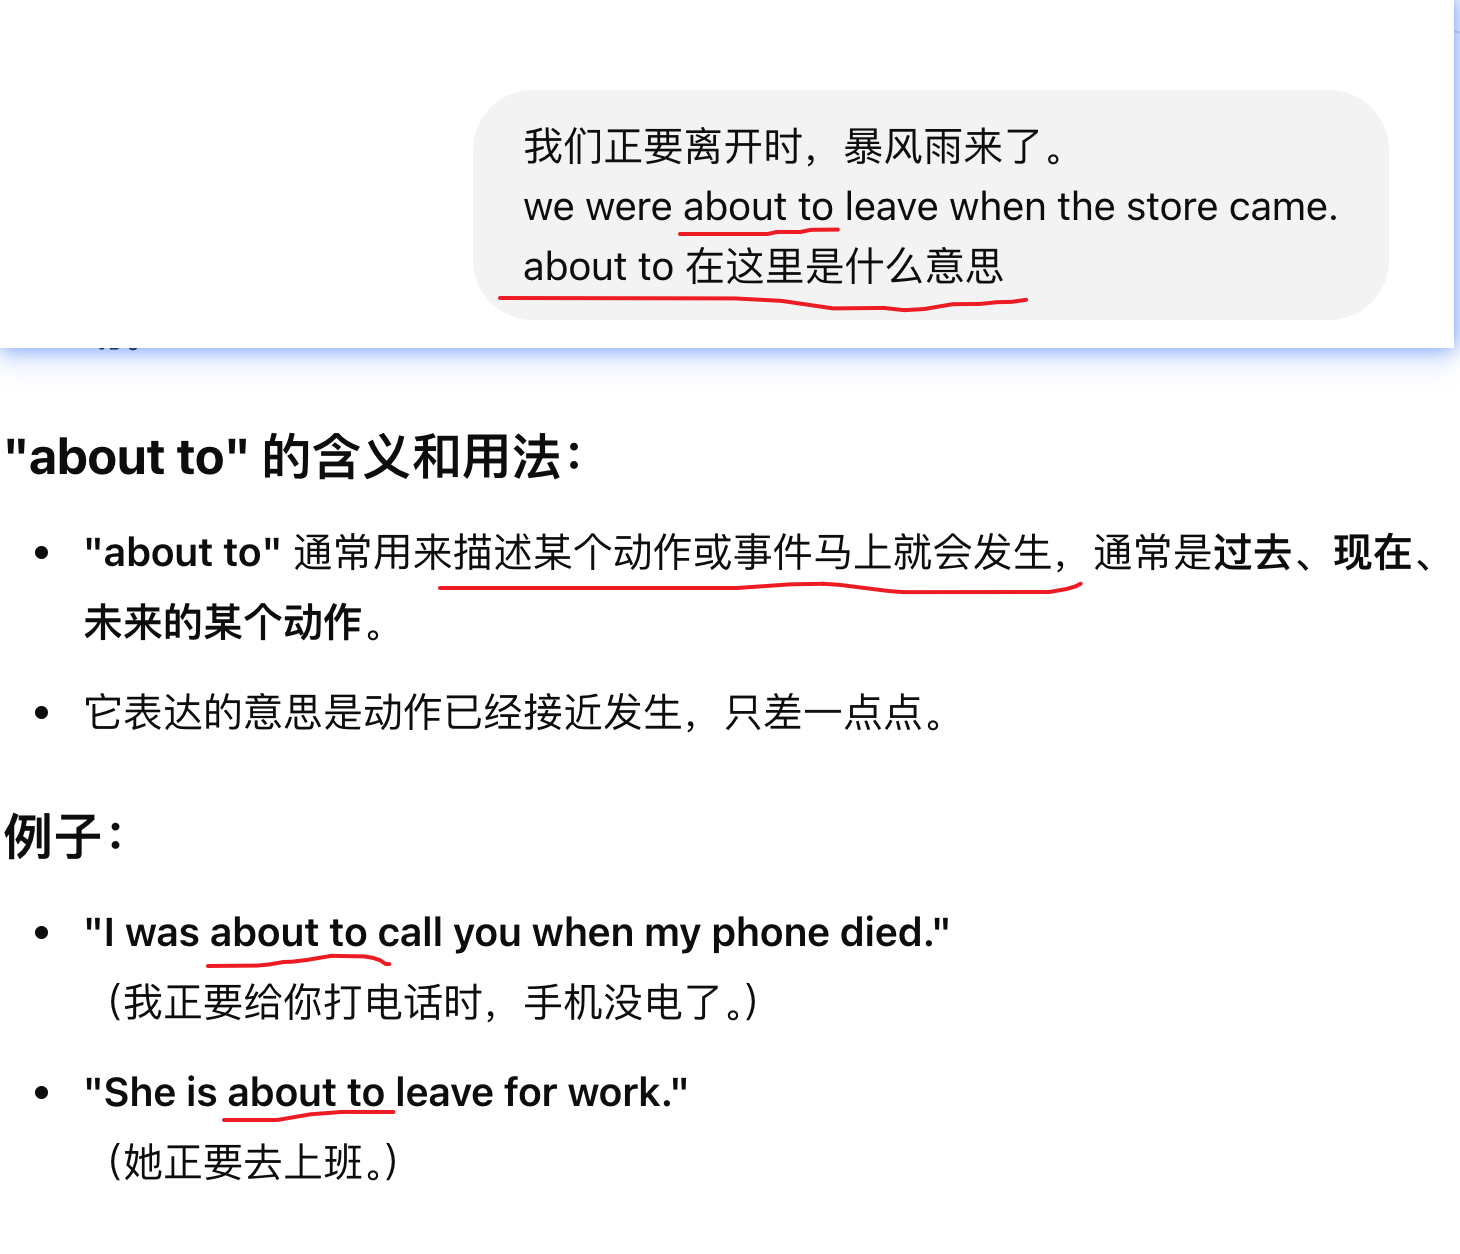 我们正要离开时，暴风雨来了。
we were about to leave when the store came.
about to 在这里是什么意思
"about to" 的含义和用法：
• "about to" 通常用来描述某个动作或事件马上就会发生，通常是过去、现在、
未来的某个动作。
• 它表达的意思是动作已经接近发生，只差一点点。
例子：
• "I was about to call you when my phone died."
（我正要给你打电话时，手机没电了。）
• "She is about to leave for work."
（她正要去上班。）